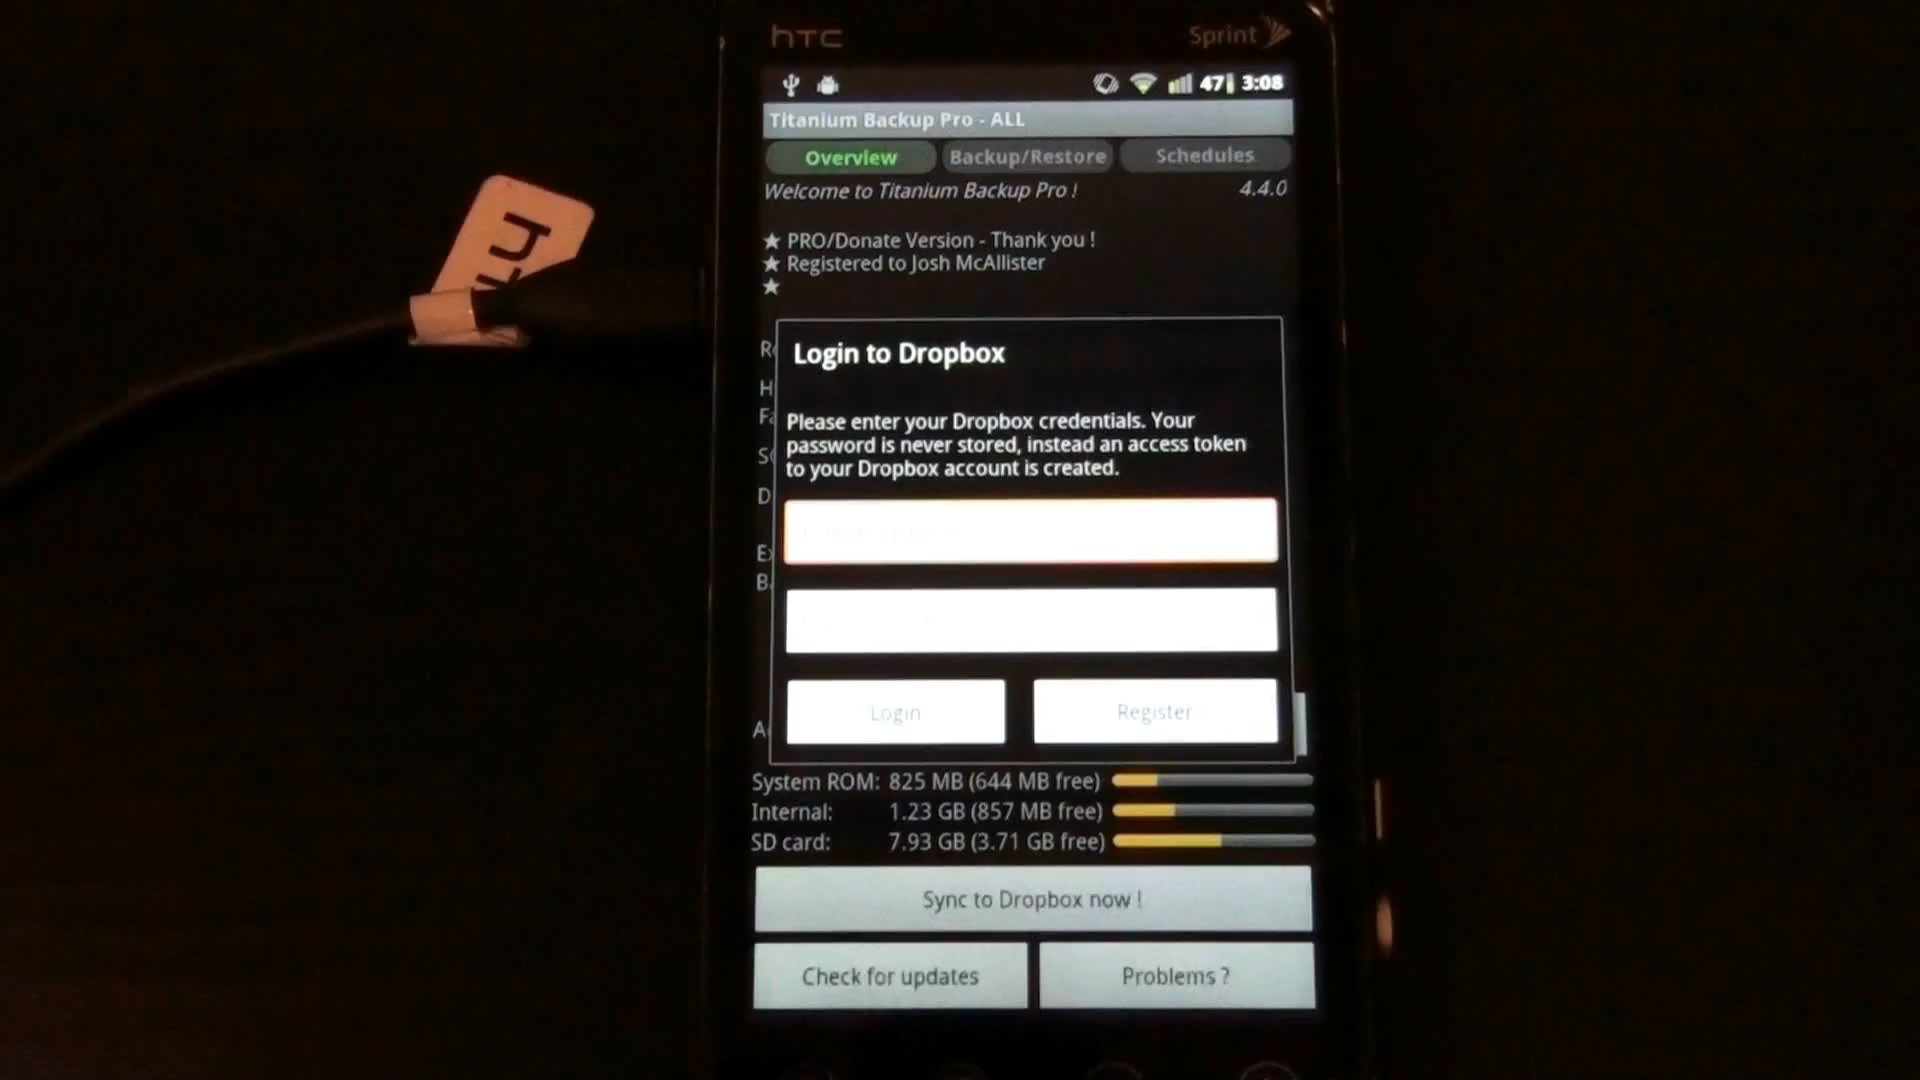 hTC
Sprint
47 3:08
Titanium Backup Pro - ALL
Overview
Backup/Restore
Schedules
Welcome to Titanium Backup Pro !
4.4.0
★ PRO/Donate Version - Thank you !
★ Registered to Josh McAllister
★
Login to Dropbox
Please enter your Dropbox credentials. Your
password is never stored, instead an access token
to your Dropbox account is created.
Login
Register
System ROM: 825 MB (644 MB free)
Internal: 1.23 GB (857 MB free)
SD card: 7.93 GB (3.71 GB free)
Sync to Dropbox now !
Check for updates
Problems ?